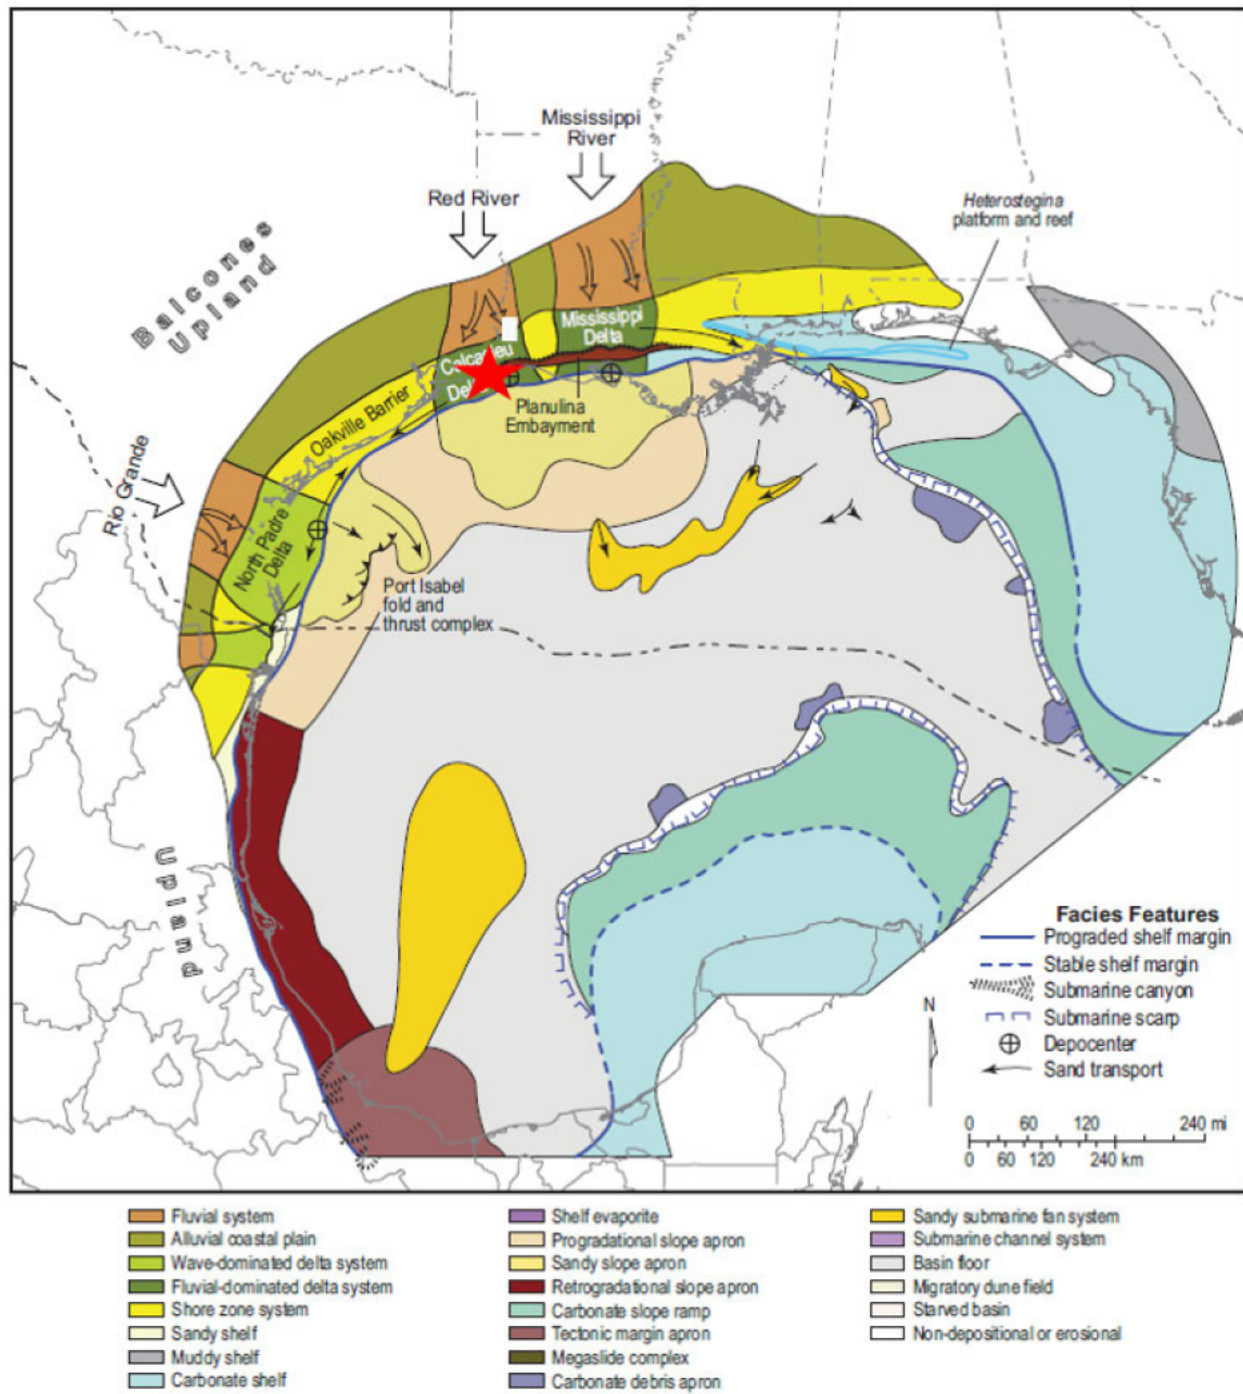 Mississippi
River
Red River
Heterostegina
platform and reef
Balcones
Upland
Mississippi
Delta
Calcasieu
Planulina
Embayment
Oakville Barrier
Rio Grande
North Padre
Delta
Port Isabel
fold and
thrust complex
Upland
Facies Features
Prograded shelf margin
Stable shelf margin
Submarine canyon
Submarine scarp
Depocenter
Sand transport
N
0 60 120 240 mi
0 60 120 240 km
Fluvial system
Alluvial coastal plain
Wave-dominated delta system
Fluvial-dominated delta system
Shore zone system
Sandy shelf
Muddy shelf
Carbonate shelf
Shelf evaporite
Progradational slope apron
Sandy slope apron
Retrogradational slope apron
Carbonate slope ramp
Tectonic margin apron
Megaslide complex
Carbonate debris apron
Sandy submarine fan system
Submarine channel system
Basin floor
Migratory dune field
Starved basin
Non-depositional or erosional